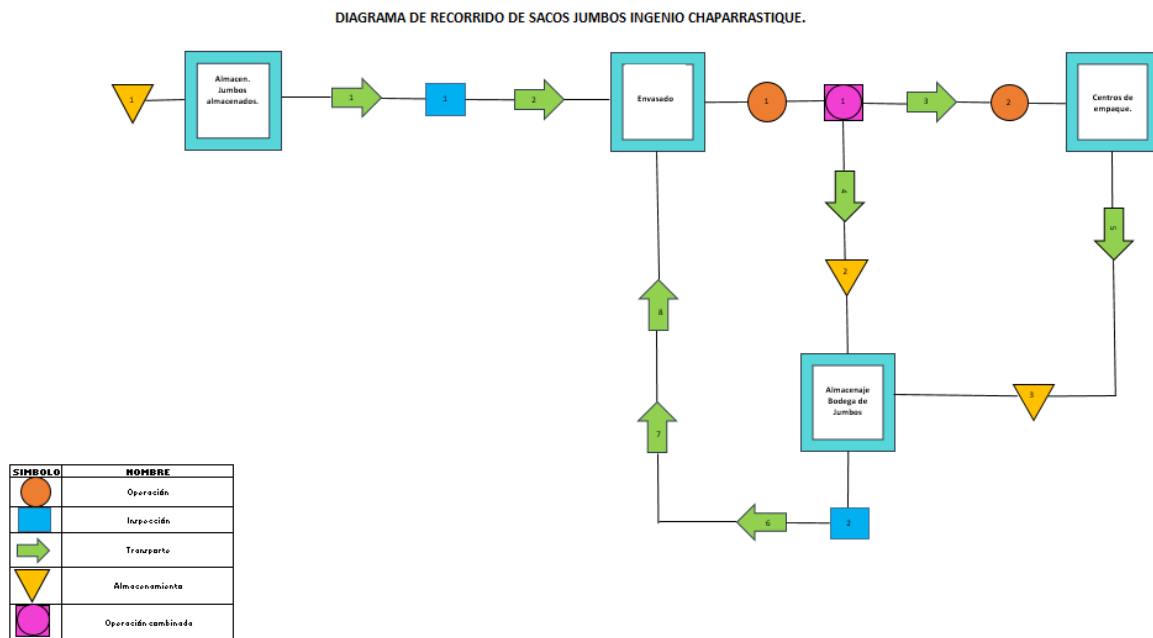 DIAGRAMA DE RECORRIDO DE SACOS JUMBOS INGENIO CHAPARRASTIQUE.
1
Almacen.
Jumbos
almacenados.
1
1
2
Envasado
1
1
3
2
Centros de
empaque.
4
5
2
8
Almacenaje
Bodega de
Jumbos
3
7
6
2
SIMBOLO NOMBRE
Operación
Inspección
Transporte
Almacenamiento
Operación combinada